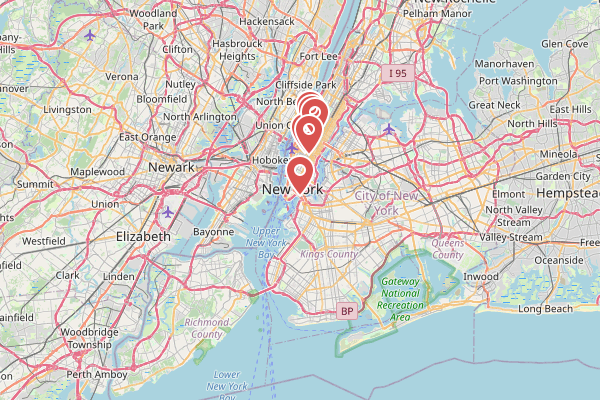 New Rochelle
Woodland
Park
Hackensack
Pelham Manor
Glen Cove
Clifton
Hasbrouck
Heights
Fort Lee
I 95
Manorhaven
Verona
Nutley
Cliffside Park
Port Washington
Livingston
Bloomfield
North Arlington
Great Neck
East Hills
East Orange
North Hills
Mineola
Maplewood
Newark
Hoboken
Garden City
Summit
Union
New York
City of New
York
Elmont
Hempstead
North Valley
Stream
Westfield
Elizabeth
Bayonne
Upper
New York
Bay
Kings County
Queens
County
Valley Stream
Oceanside
Clark
Linden
Gateway
National
Recreation
Area
Inwood
BP
Long Beach
Woodbridge
Township
Richmond
County
Perth Amboy
Lower
New York
Bay